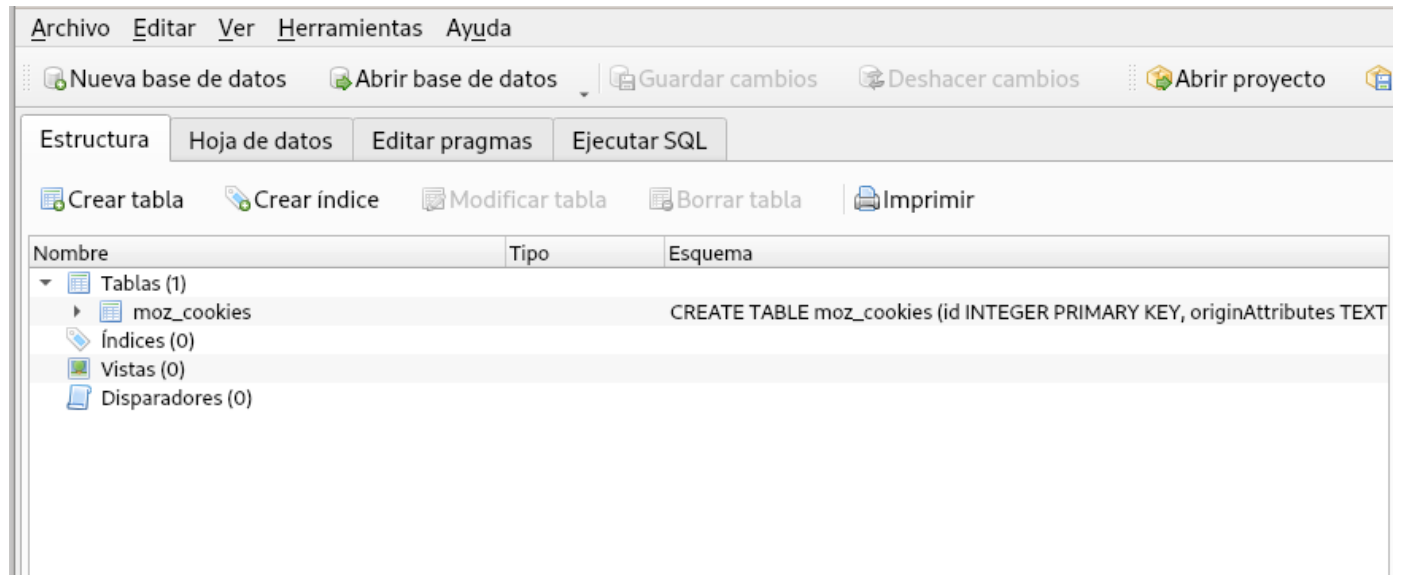 Archivo Editar Ver Herramientas Ayuda
Nueva base de datos Abrir base de datos Guardar cambios Deshacer cambios Abrir proyecto
Estructura Hoja de datos Editar pragmas Ejecutar SQL
Crear tabla Crear índice Modificar tabla Borrar tabla Imprimir
Nombre Tipo Esquema
Tablas (1)
moz_cookies CREATE TABLE moz_cookies (id INTEGER PRIMARY KEY, originAttributes TEXT
Índices (0)
Vistas (0)
Disparadores (0)